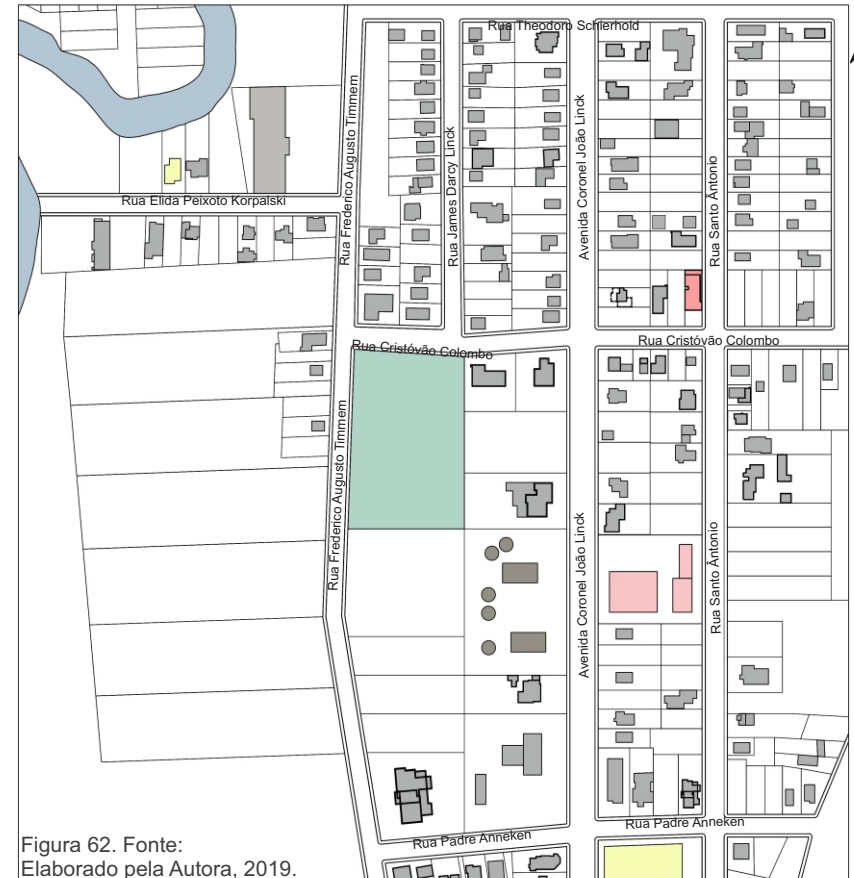 Rua Theodoro Schierhold
Rua Frederico Augusto Timmem
Rua James Darcy Linck
Avenida Coronel João Linck
Rua Santo Ântonio
Rua Elida Peixoto Korpalski
Rua Cristóvão Colombo
Rua Cristóvão Colombo
Rua Frederico Augusto Timmem
Avenida Coronel João Linck
Rua Santo Ântonio
Rua Padre Anneken
Rua Padre Anneken
Figura 62. Fonte:
Elaborado pela Autora, 2019.